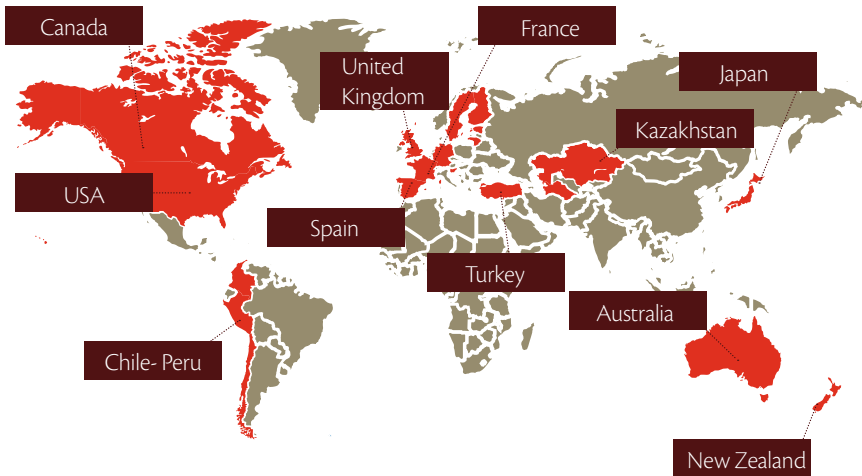 Canada
France
United
Kingdom
Japan
Kazakhstan
USA
Spain
Turkey
Australia
Chile- Peru
New Zealand